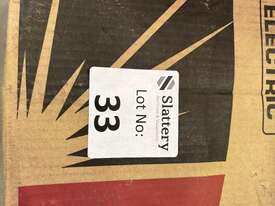 Slattery
Lot No:
33
ELECTRIC